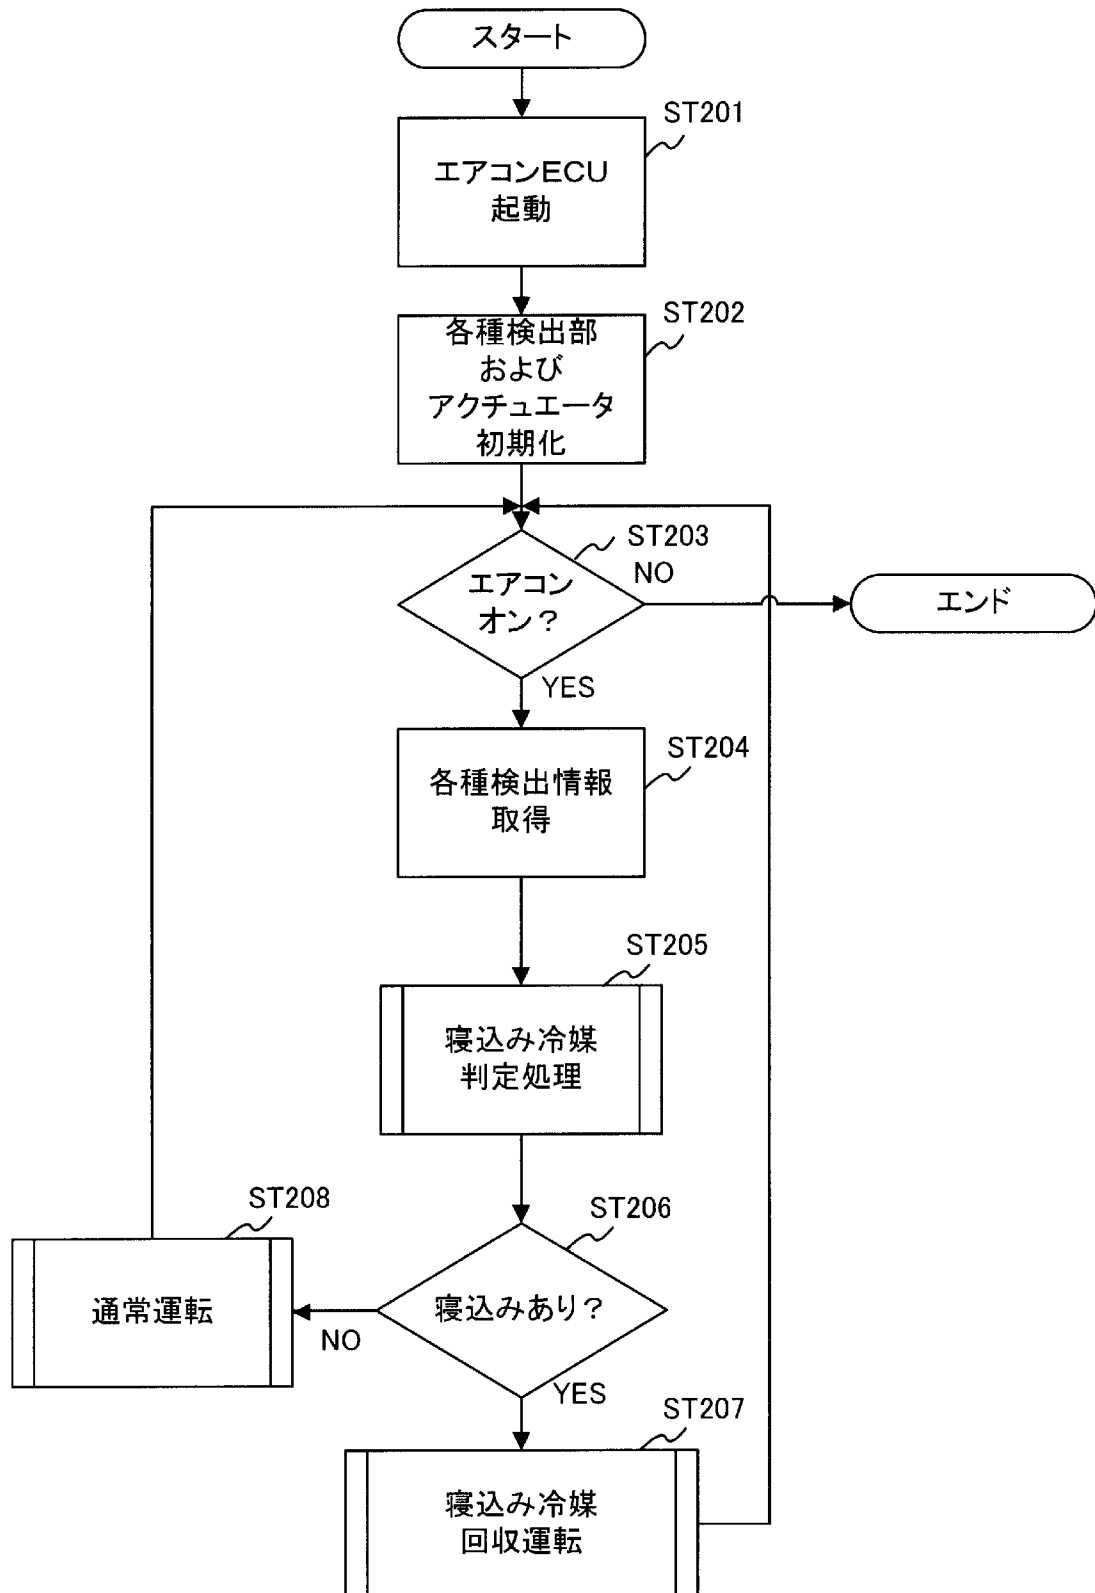 スタート
ST201
エアコンECU
起動
ST202
各種検出部
および
アクチュエータ
初期化
ST203
エアコン
オン？
NO
エンド
YES
ST204
各種検出情報
取得
ST205
寝込み冷媒
判定処理
ST206
寝込みあり？
NO
ST208
通常運転
YES
ST207
寝込み冷媒
回収運転